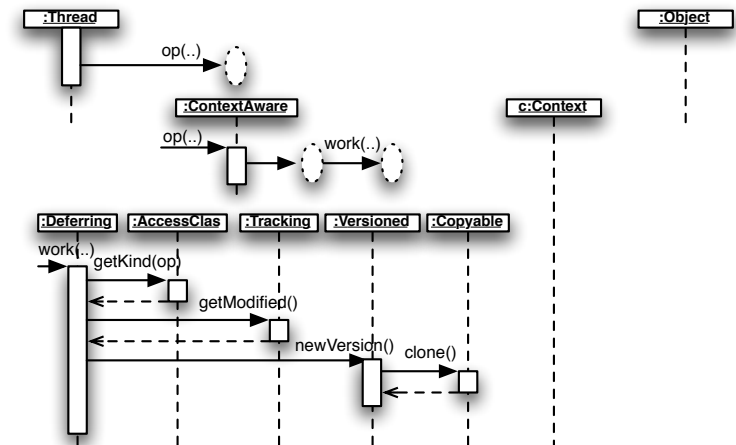 :Thread
:Object
op(..)
:ContextAware
c:Context
op(..)
work(..)
:Deferring
:AccessClas
:Tracking
:Versioned
:Copyable
work(..)
getKind(op)
getModified()
newVersion()
clone()